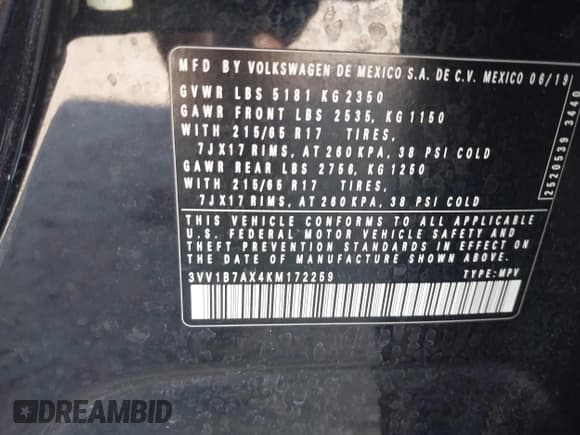 MFD BY VOLKSWAGEN DE MEXICO S.A. DE C.V. MEXICO 06/19
GVWR LBS 5181 KG 2350
GAWR FRONT LBS 2535, KG 1150
WITH 215/65 R17 TIRES,
7JX17 RIMS, AT 260 KPA, 38 PSI COLD
GAWR REAR LBS 2756, KG 1250
WITH 215/65 R17 TIRES,
7JX17 RIMS, AT 260 KPA, 38 PSI COLD
THIS VEHICLE CONFORMS TO ALL APPLICABLE
U.S. FEDERAL MOTOR VEHICLE SAFETY AND
THEFT PREVENTION STANDARDS IN EFFECT ON
THE DATE OF MANUFACTURE SHOWN ABOVE.
3VV1B7AX4KM172259 TYPE: MPV
2520539 3440
DREAMBID